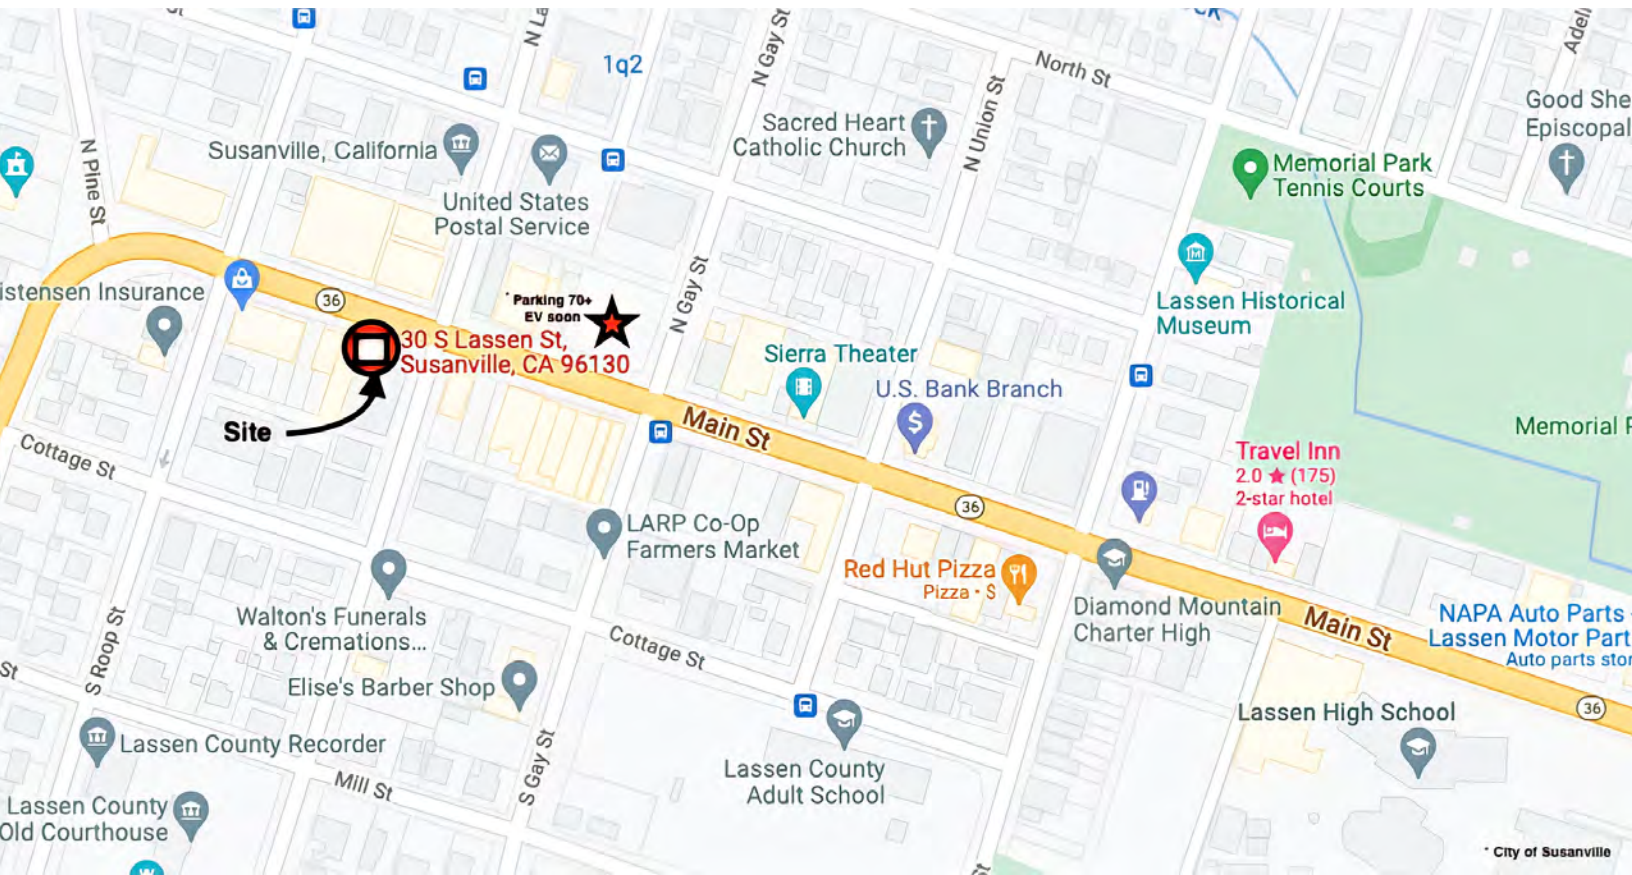 N La
N Gay St
1q2
North St
Adel
N Pine St
Susanville, California
United States
Postal Service
Sacred Heart
Catholic Church
N Union St
Good She
Episcopal
Memorial Park
Tennis Courts
istensen Insurance
36
* Parking 70+
EV soon
N Gay St
Lassen Historical
Museum
30 S Lassen St,
Susanville, CA 96130
Sierra Theater
U.S. Bank Branch
Site
Main St
Memorial P
Cottage St
Travel Inn
2.0 ★ (175)
2-star hotel
36
LARP Co-Op
Farmers Market
Red Hut Pizza
Pizza • $
Walton's Funerals
& Cremations...
Diamond Mountain
Charter High
Main St
NAPA Auto Parts -
Lassen Motor Part
Auto parts stor
S Roop St
Cottage St
St
Elise's Barber Shop
Lassen High School
36
Lassen County Recorder
S Gay St
Mill St
Lassen County
Adult School
Lassen County
Old Courthouse
* City of Susanville